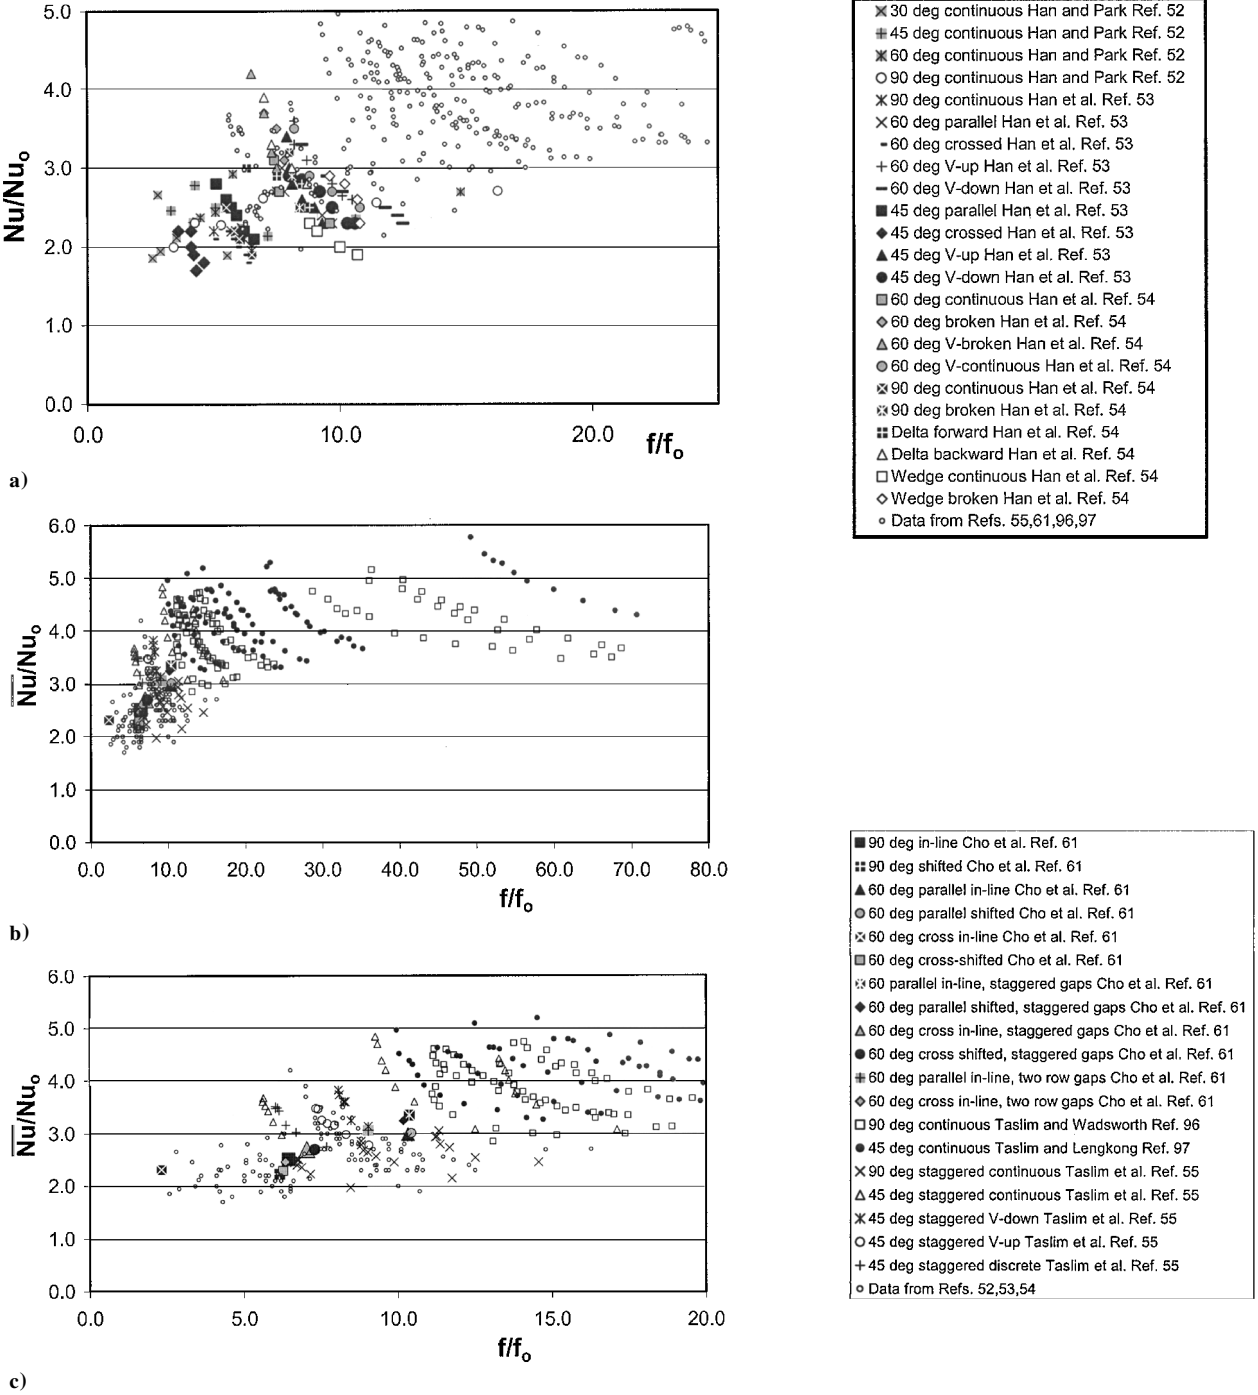 5.0
4.0
3.0
2.0
1.0
0.0
Nu/Nuo
0.0
10.0
20.0
f/fo
a)
30 deg continuous Han and Park Ref. 52
45 deg continuous Han and Park Ref. 52
60 deg continuous Han and Park Ref. 52
90 deg continuous Han and Park Ref. 52
90 deg continuous Han et al. Ref. 53
60 deg parallel Han et al. Ref. 53
60 deg crossed Han et al. Ref. 53
60 deg V-up Han et al. Ref. 53
60 deg V-down Han et al. Ref. 53
45 deg parallel Han et al. Ref. 53
45 deg crossed Han et al. Ref. 53
45 deg V-up Han et al. Ref. 53
45 deg V-down Han et al. Ref. 53
60 deg continuous Han et al. Ref. 54
60 deg broken Han et al. Ref. 54
60 deg V-broken Han et al. Ref. 54
60 deg V-continuous Han et al. Ref. 54
90 deg continuous Han et al. Ref. 54
90 deg broken Han et al. Ref. 54
Delta forward Han et al. Ref. 54
Delta backward Han et al. Ref. 54
Wedge continuous Han et al. Ref. 54
Wedge broken Han et al. Ref. 54
Data from Refs. 55,61,96,97
6.0
5.0
4.0
3.0
2.0
1.0
0.0
Nu/Nuo
0.0
10.0
20.0
30.0
40.0
50.0
60.0
70.0
80.0
f/fo
b)
6.0
5.0
4.0
3.0
2.0
1.0
0.0
Nu/Nuo
0.0
5.0
10.0
15.0
20.0
f/fo
c)
90 deg in-line Cho et al. Ref. 61
90 deg shifted Cho et al. Ref. 61
60 deg parallel in-line Cho et al. Ref. 61
60 deg parallel shifted Cho et al. Ref. 61
60 deg cross in-line Cho et al. Ref. 61
60 deg cross-shifted Cho et al. Ref. 61
60 parallel in-line, staggered gaps Cho et al. Ref. 61
60 deg parallel shifted, staggered gaps Cho et al. Ref. 61
60 deg cross in-line, staggered gaps Cho et al. Ref. 61
60 deg cross shifted, staggered gaps Cho et al. Ref. 61
60 deg parallel in-line, two row gaps Cho et al. Ref. 61
60 deg cross in-line, two row gaps Cho et al. Ref. 61
90 deg continuous Taslim and Wadsworth Ref. 96
45 deg continuous Taslim and Lengkong Ref. 97
90 deg staggered continuous Taslim et al. Ref. 55
45 deg staggered continuous Taslim et al. Ref. 55
45 deg staggered V-down Taslim et al. Ref. 55
45 deg staggered V-up Taslim et al. Ref. 55
45 deg staggered discrete Taslim et al. Ref. 55
Data from Refs. 52,53,54